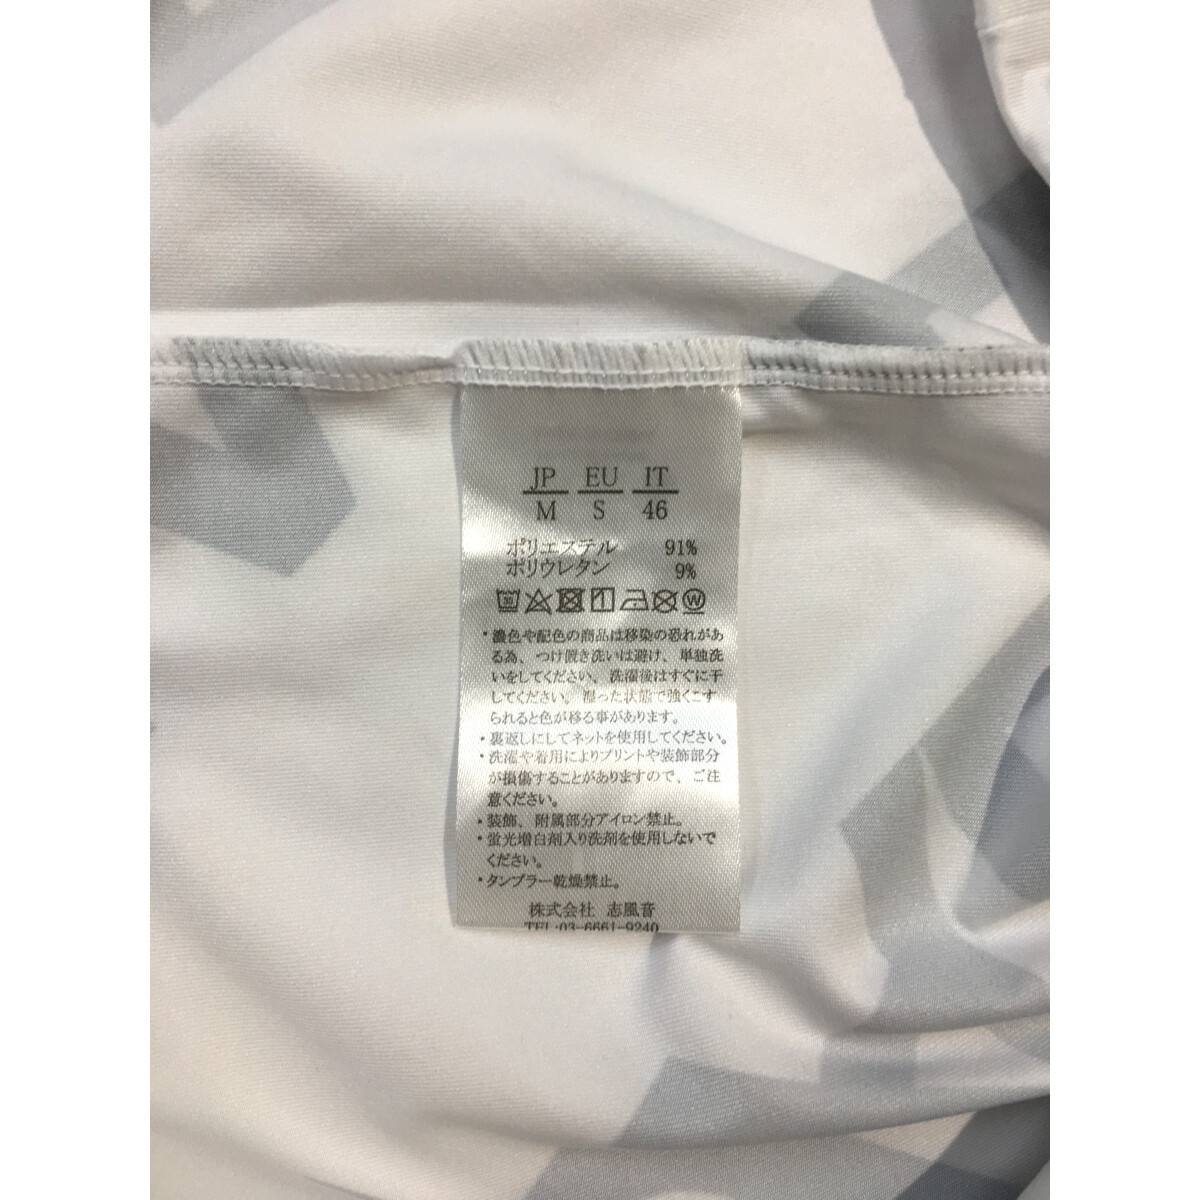 JP EU IT
M S 46
ポリエステル 91%
ポリウレタン 9%
30 W
・濃色や配色の商品は移染の恐れがあ
る為、つけ置き洗いは避け、単独洗
いをしてください、洗濯後はすぐに干
してください。湿った状態で強くこす
られると色が移る事があります。
・裏返しにしてネットを使用してください。
・洗濯や着用によりプリントや装飾部分
が損傷することがありますので、ご注
意ください。
・装飾、附属部分アイロン禁止。
・蛍光増白剤入り洗剤を使用しないで
ください。
・タンブラー乾燥禁止。
株式会社 志風音
TEL:03-6661-9240